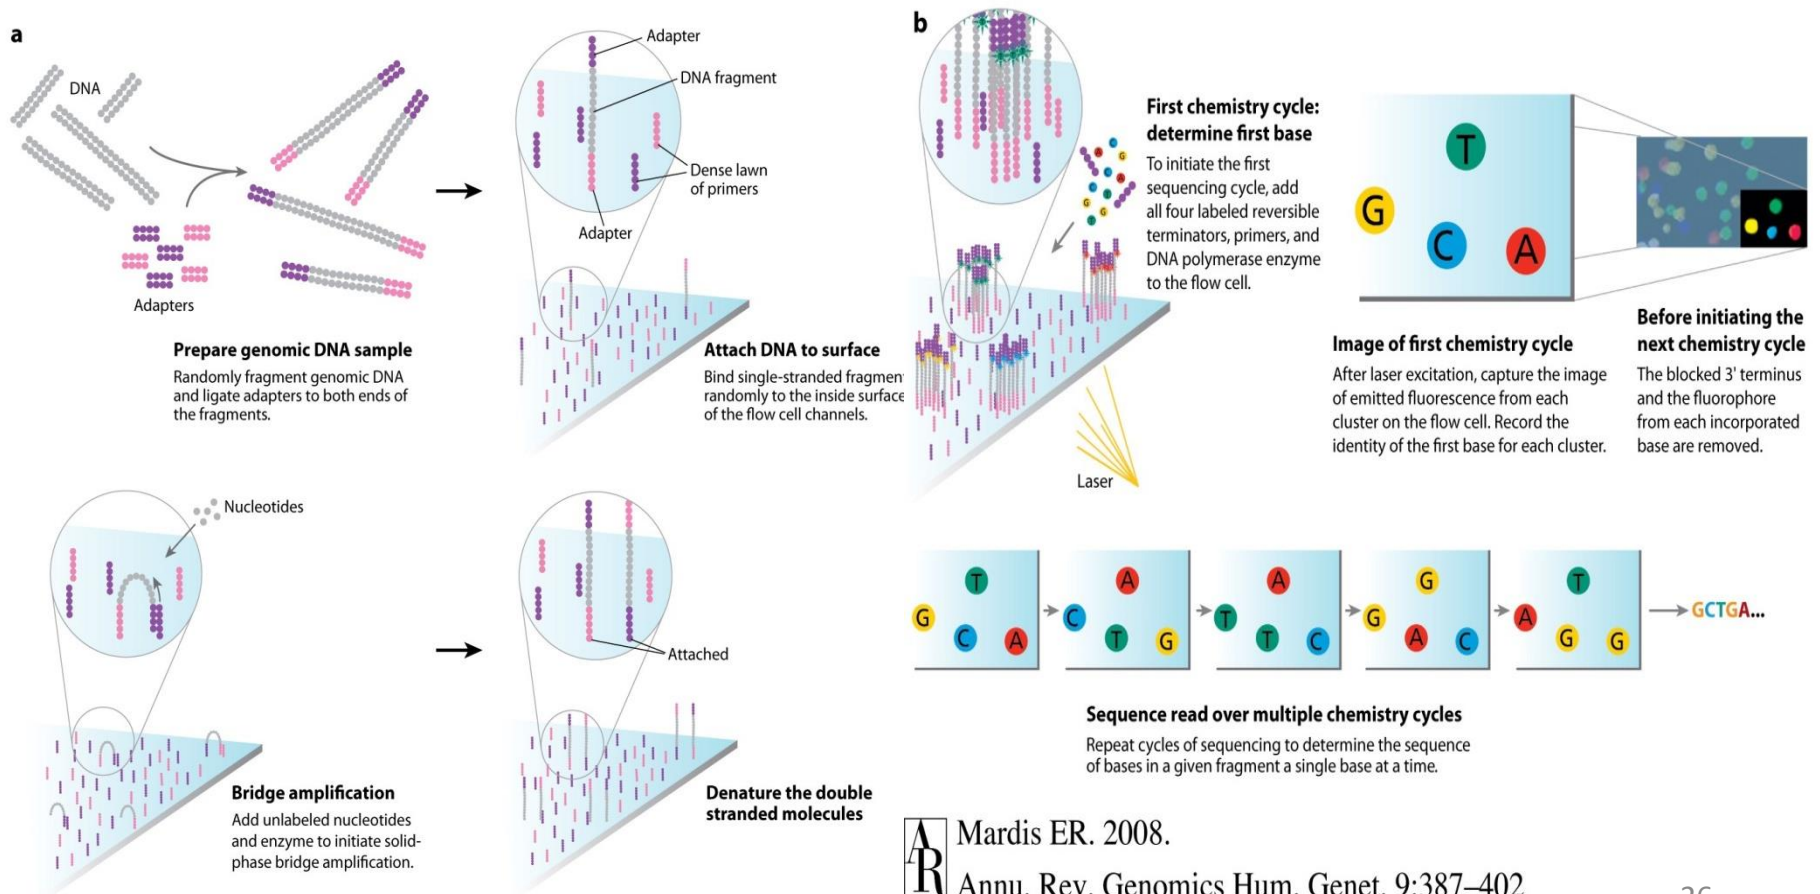 a
DNA
Adapters
Prepare genomic DNA sample
Randomly fragment genomic DNA
and ligate adapters to both ends of
the fragments.
Adapter
DNA fragment
Dense lawn
of primers
Adapter
Attach DNA to surface
Bind single-stranded fragmen
randomly to the inside surface
of the flow cell channels.
Nucleotides
Bridge amplification
Add unlabeled nucleotides
and enzyme to initiate solid-
phase bridge amplification.
Attached
Denature the double
stranded molecules
b
First chemistry cycle:
determine first base
To initiate the first
sequencing cycle, add
all four labeled reversible
terminators, primers, and
DNA polymerase enzyme
to the flow cell.
A C G
C A
C T
G G
T
Laser
T
G
C A
Image of first chemistry cycle
After laser excitation, capture the image
of emitted fluorescence from each
cluster on the flow cell. Record the
identity of the first base for each cluster.
Before initiating the
next chemistry cycle
The blocked 3' terminus
and the fluorophore
from each incorporated
base are removed.
T
G
C A
A
C
T G
A
T
T C
G
G
A C
T
A
G G
GCTGA...
Sequence read over multiple chemistry cycles
Repeat cycles of sequencing to determine the sequence
of bases in a given fragment a single base at a time.
AR
Mardis ER. 2008.
Annu. Rev. Genomics Hum. Genet. 9:387–402
26